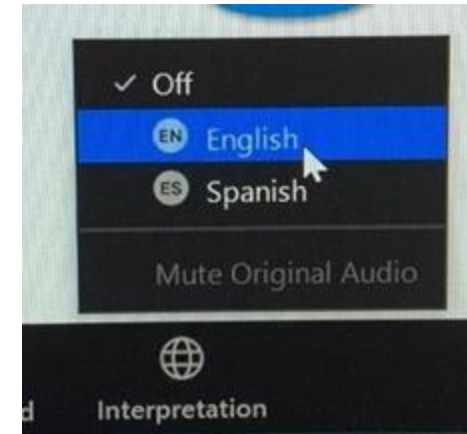 Off
EN English
ES Spanish
Mute Original Audio
d Interpretation